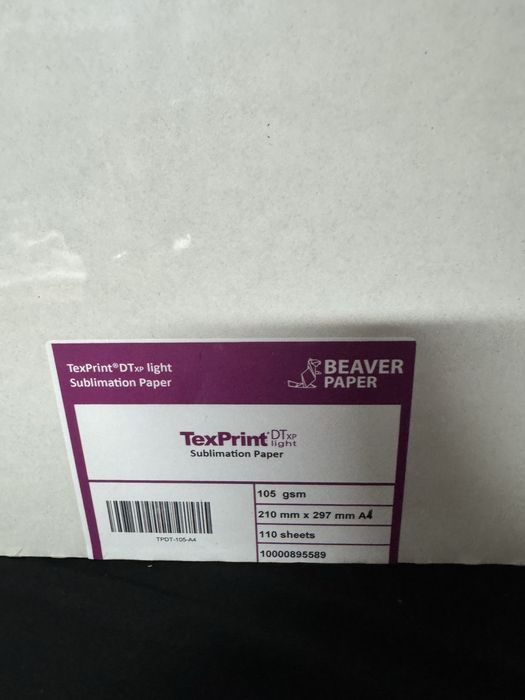 TexPrint®DTXP light
Sublimation Paper
BEAVER
PAPER
TexPrint® DTXP
light
Sublimation Paper
TPDT-105-A4
105 gsm
210 mm x 297 mm A4
110 sheets
10000895589